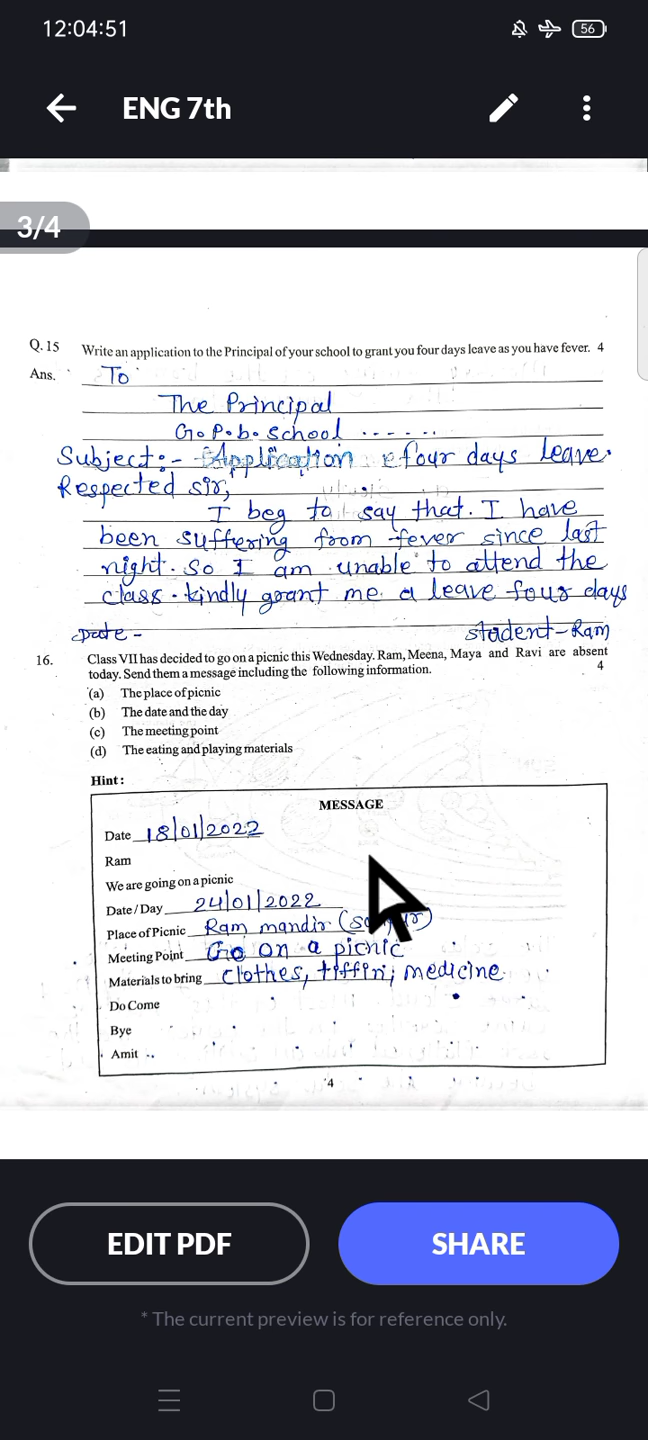 12:04:51
56
ENG 7th
3/4
Q. 15 Write an application to the Principal of your school to grant you four days leave as you have fever. 4
Ans. To
The Principal
G.P.b. School ......
Subject:- Application four days leave.
Respected sir,
I beg to say that. I have
been suffering from fever since last
night. So I am unable to attend the
class. kindly grant me a leave four days
Date - student-Ram
16. Class VII has decided to go on a picnic this Wednesday. Ram, Meena, Maya and Ravi are absent
today. Send them a message including the following information. 4
(a) The place of picnic
(b) The date and the day
(c) The meeting point
(d) The eating and playing materials
Hint :
MESSAGE
Date 18/01/2022
Ram
We are going on a picnic
Date / Day 24/01/2022
Place of Picnic Ram mandir
Meeting Point Go on a picnic
Materials to bring clothes, tiffin, medicine
Do Come
Bye
Amit
4
EDIT PDF
SHARE
* The current preview is for reference only.